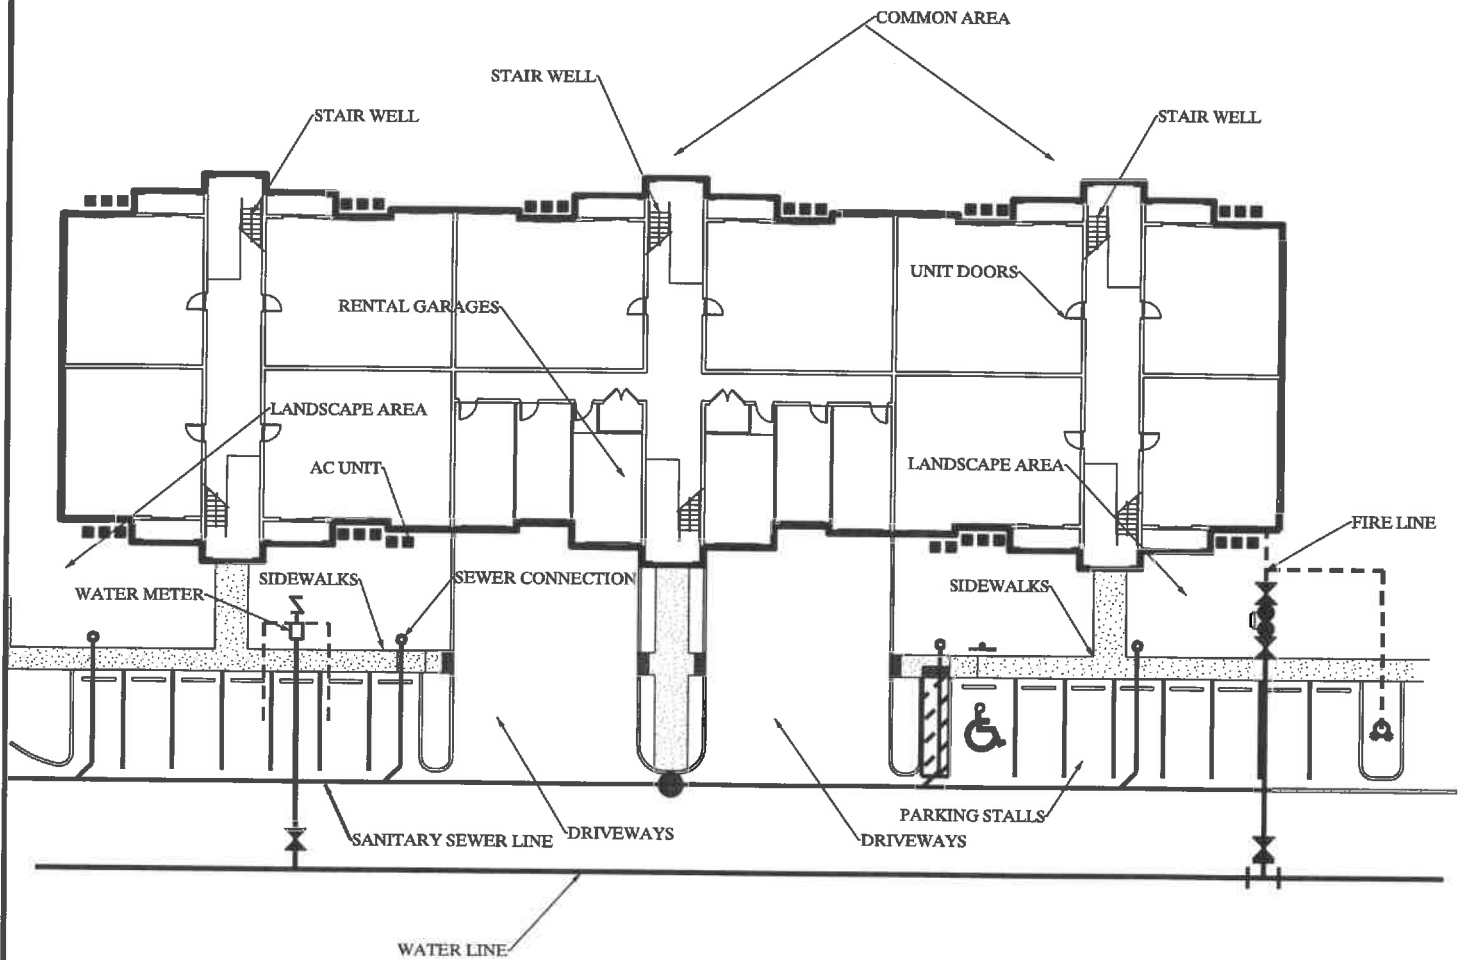 COMMON AREA
STAIR WELL
STAIR WELL
STAIR WELL
UNIT DOORS
RENTAL GARAGES
LANDSCAPE AREA
AC UNIT
LANDSCAPE AREA
FIRE LINE
WATER METER
SIDEWALKS
SEWER CONNECTION
SIDEWALKS
PARKING STALLS
SANITARY SEWER LINE
DRIVEWAYS
DRIVEWAYS
WATER LINE